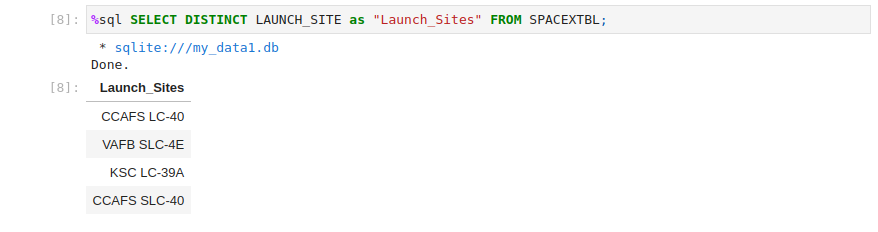 [8]: %sql SELECT DISTINCT LAUNCH_SITE as "Launch_Sites" FROM SPACEXTBL;
* sqlite:///my_data1.db
Done.
[8]: Launch_Sites
CCAFS LC-40
VAFB SLC-4E
KSC LC-39A
CCAFS SLC-40